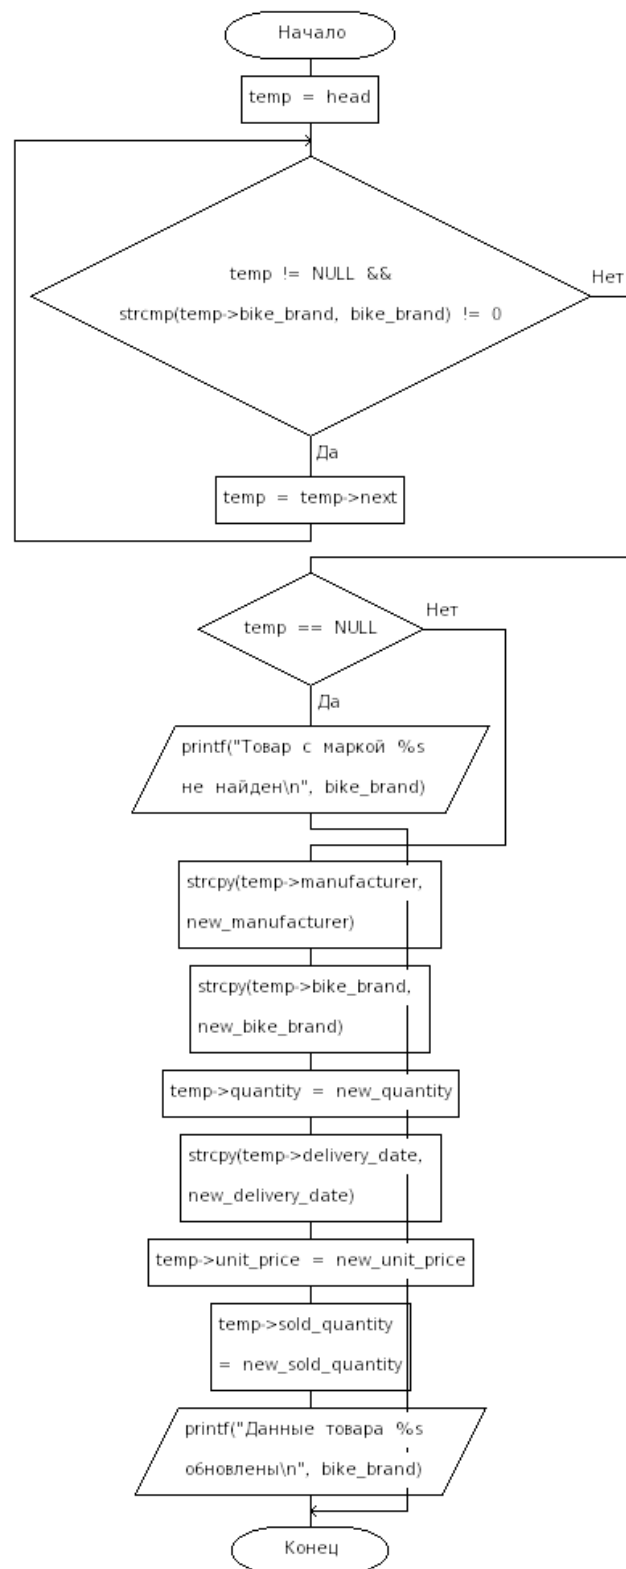 Начало
temp = head
temp != NULL &&
strcmp(temp->bike_brand, bike_brand) != 0
Нет
Да
temp = temp->next
temp == NULL
Нет
Да
printf("Товар с маркой %s
не найден\n", bike_brand)
strcpy(temp->manufacturer,
new_manufacturer)
strcpy(temp->bike_brand,
new_bike_brand)
temp->quantity = new_quantity
strcpy(temp->delivery_date,
new_delivery_date)
temp->unit_price = new_unit_price
temp->sold_quantity
= new_sold_quantity
printf("Данные товара %s
обновлены\n", bike_brand)
Конец